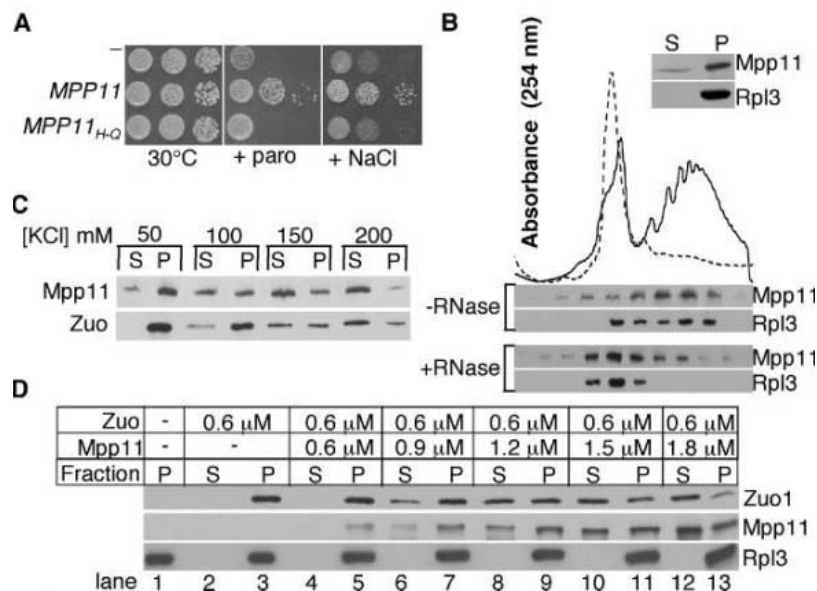 A
–
MPP11
MPP11H-Q
30°C
+ paro
+ NaCl
B
Absorbance (254 nm)
S P
Mpp11
Rpl3
-RNase
Mpp11
Rpl3
+RNase
Mpp11
Rpl3
C
[KCl] mM 50 100 150 200
S P S P S P S P
Mpp11
Zuo
D
Zuo - 0.6 µM 0.6 µM 0.6 µM 0.6 µM 0.6 µM 0.6 µM
Mpp11 - - 0.6 µM 0.9 µM 1.2 µM 1.5 µM 1.8 µM
Fraction P S P S P S P S P S P S P
Zuo1
Mpp11
Rpl3
lane 1 2 3 4 5 6 7 8 9 10 11 12 13